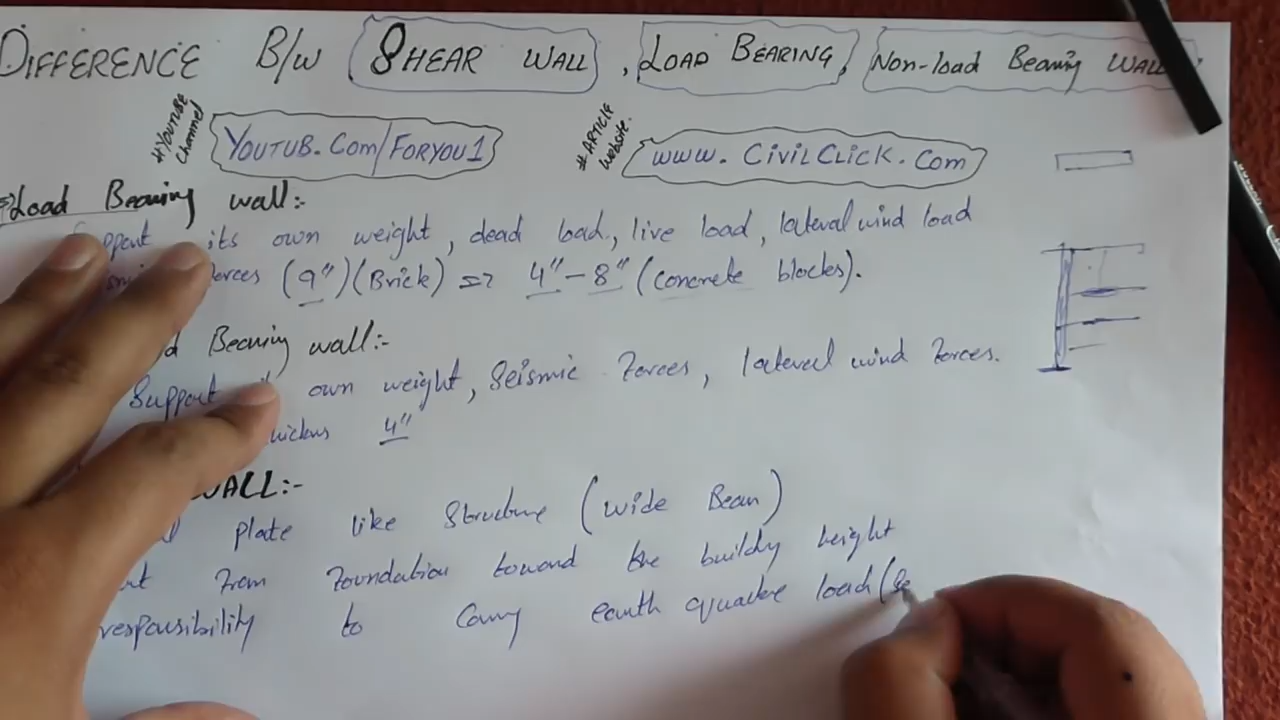 DIFFERENCE B/w SHEAR WALL, LOAD BEARING, Non-load Bearing WALL
#YOUTUBE Channel
YOUTUB.Com/FORYOU1
#ARTICLE Website.
www.CIVILCLICK.Com
Load Bearing wall:-
its own weight, dead load, live load, lateral wind load
(9")(Brick) => 4"-8" (Concrete blocks).
Bearing wall:-
Support own weight, Seismic Forces, lateral wind Forces.
4"
WALL:-
plate like Structure (wide Beam)
From Foundation toward the buildy height
responsibility to Carry earth quacke load (Se